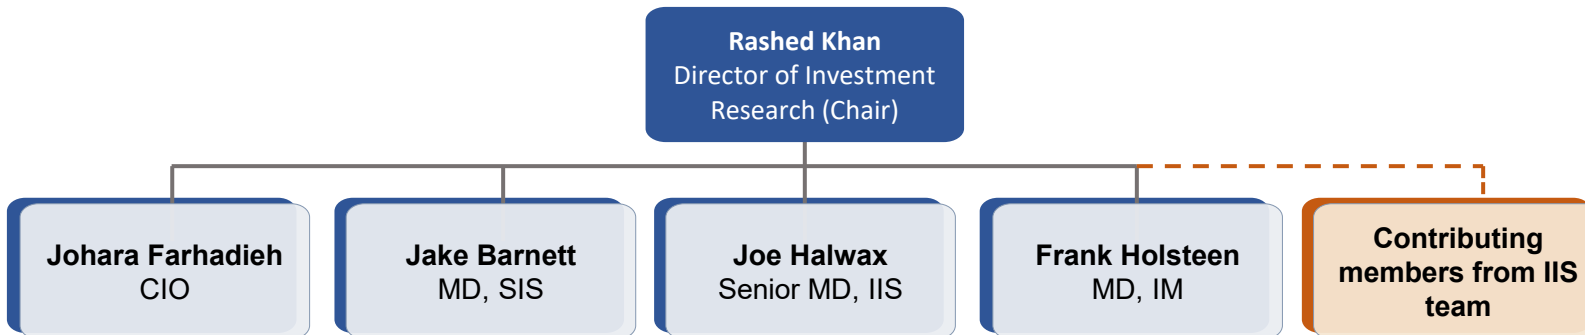 Rashed Khan
Director of Investment
Research (Chair)
Johara Farhadieh
CIO
Jake Barnett
MD, SIS
Joe Halwax
Senior MD, IIS
Frank Holsteen
MD, IM
Contributing
members from IIS
team